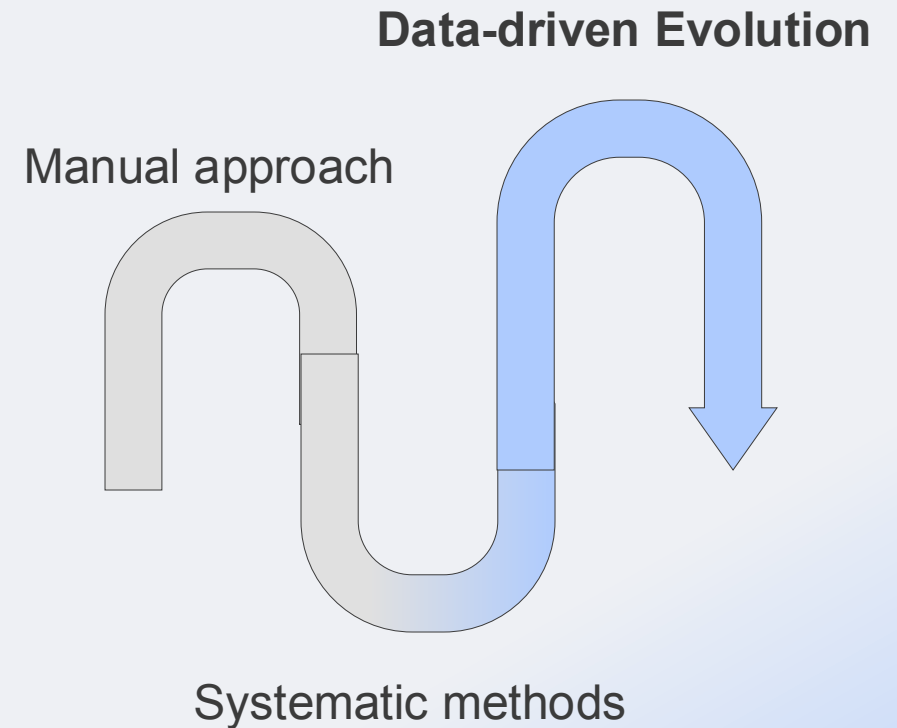 Data-driven Evolution
Manual approach
Systematic methods